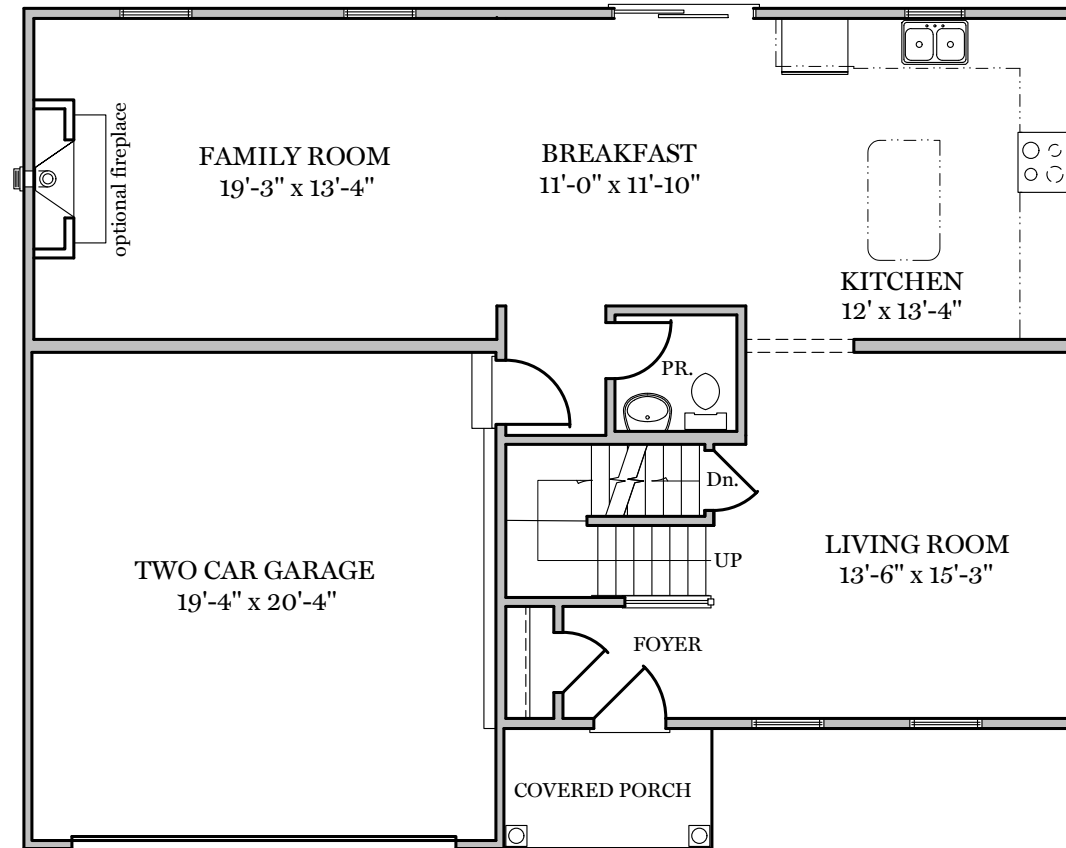 optional fireplace
FAMILY ROOM
19'-3" x 13'-4"
BREAKFAST
11'-0" x 11'-10"
KITCHEN
12' x 13'-4"
PR.
Dn.
UP
LIVING ROOM
13'-6" x 15'-3"
TWO CAR GARAGE
19'-4" x 20'-4"
FOYER
COVERED PORCH